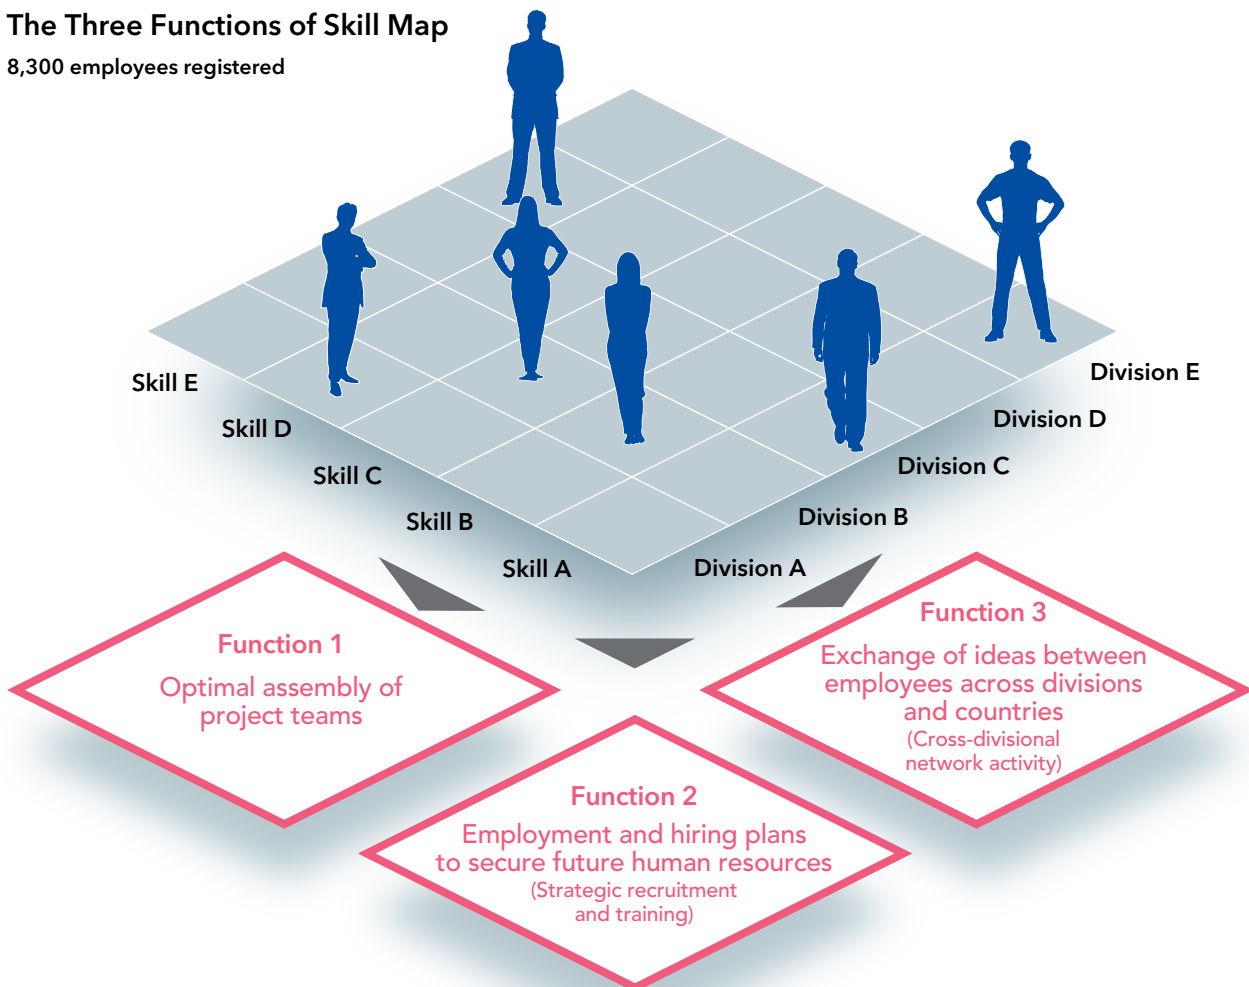 The Three Functions of Skill Map
8,300 employees registered
Skill E
Skill D
Skill C
Skill B
Skill A
Division A
Division B
Division C
Division D
Division E
Function 1
Optimal assembly of
project teams
Function 2
Employment and hiring plans
to secure future human resources
(Strategic recruitment
and training)
Function 3
Exchange of ideas between
employees across divisions
and countries
(Cross-divisional
network activity)